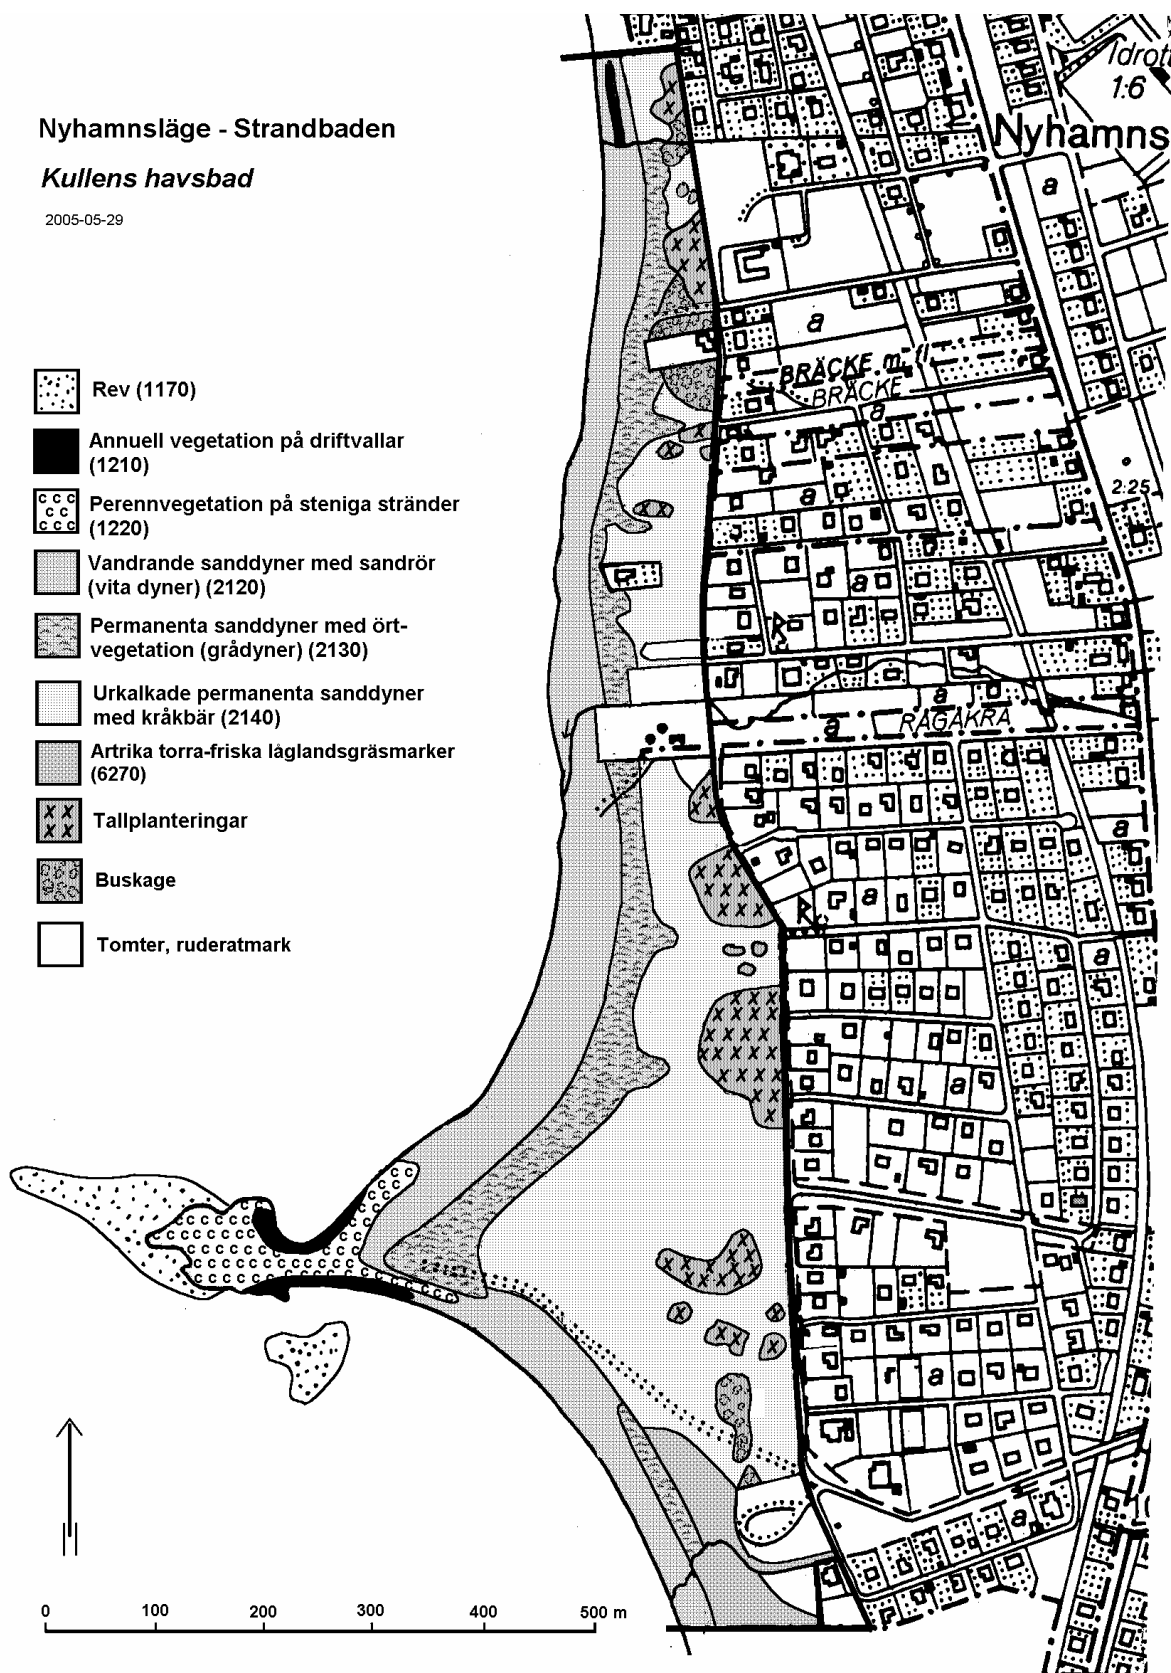 Nyhamnsläge - Strandbaden
Kullens havsbad
2005-05-29
Rev (1170)
Annuell vegetation på driftvallar
(1210)
Perennvegetation på steniga stränder
(1220)
Vandrande sanddyner med sandrör
(vita dyner) (2120)
Permanenta sanddyner med ört-
vegetation (grådyner) (2130)
Urkalkade permanenta sanddyner
med kråkbär (2140)
Artrika torra-friska låglandsgräsmarker
(6270)
Tallplanteringar
Buskage
Tomter, ruderatmark
0 100 200 300 400 500 m
Idrott
1:6
Nyhamns
a
a
BRÄCKE m. fl
BRÄCKE
a
a
2:25
a
a
RÅGÅKRA
a
a
a
a
a
a
a